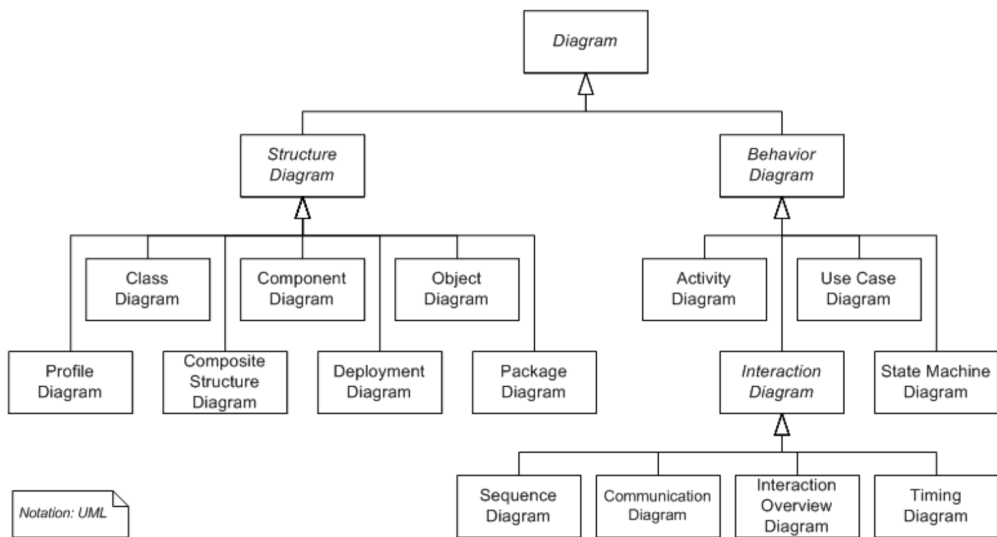 Diagram
Structure
Diagram
Behavior
Diagram
Class
Diagram
Component
Diagram
Object
Diagram
Activity
Diagram
Use Case
Diagram
Profile
Diagram
Composite
Structure
Diagram
Deployment
Diagram
Package
Diagram
Interaction
Diagram
State Machine
Diagram
Sequence
Diagram
Communication
Diagram
Interaction
Overview
Diagram
Timing
Diagram
Notation: UML